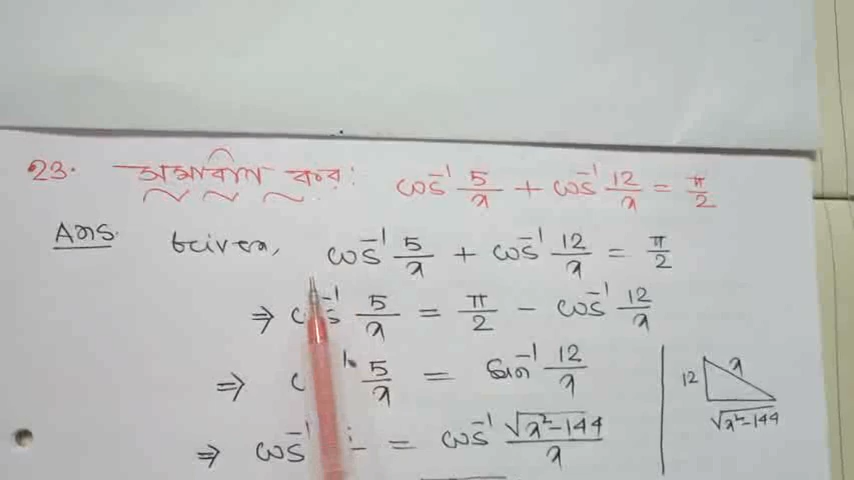 23. সমাধান কর: cos⁻¹ 5/x + cos⁻¹ 12/x = π/2
Ans. Given, cos⁻¹ 5/x + cos⁻¹ 12/x = π/2
⇒ cos⁻¹ 5/x = π/2 − cos⁻¹ 12/x
⇒ c 5/x = sin⁻¹ 12/x
12 x
√x²−144
⇒ cos⁻¹ = cos⁻¹ √x²−144/x